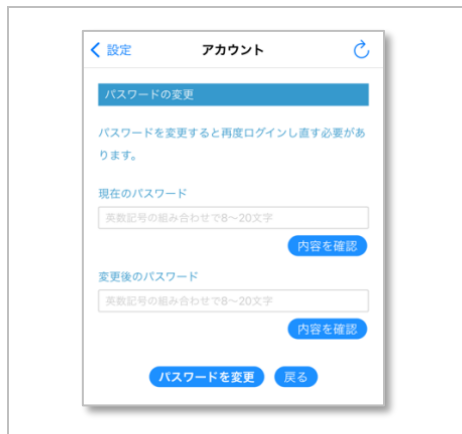 設定 アカウント
パスワードの変更
パスワードを変更すると再度ログインし直す必要があ
ります。
現在のパスワード
英数記号の組み合わせで8〜20文字
内容を確認
変更後のパスワード
英数記号の組み合わせで8〜20文字
内容を確認
パスワードを変更 戻る